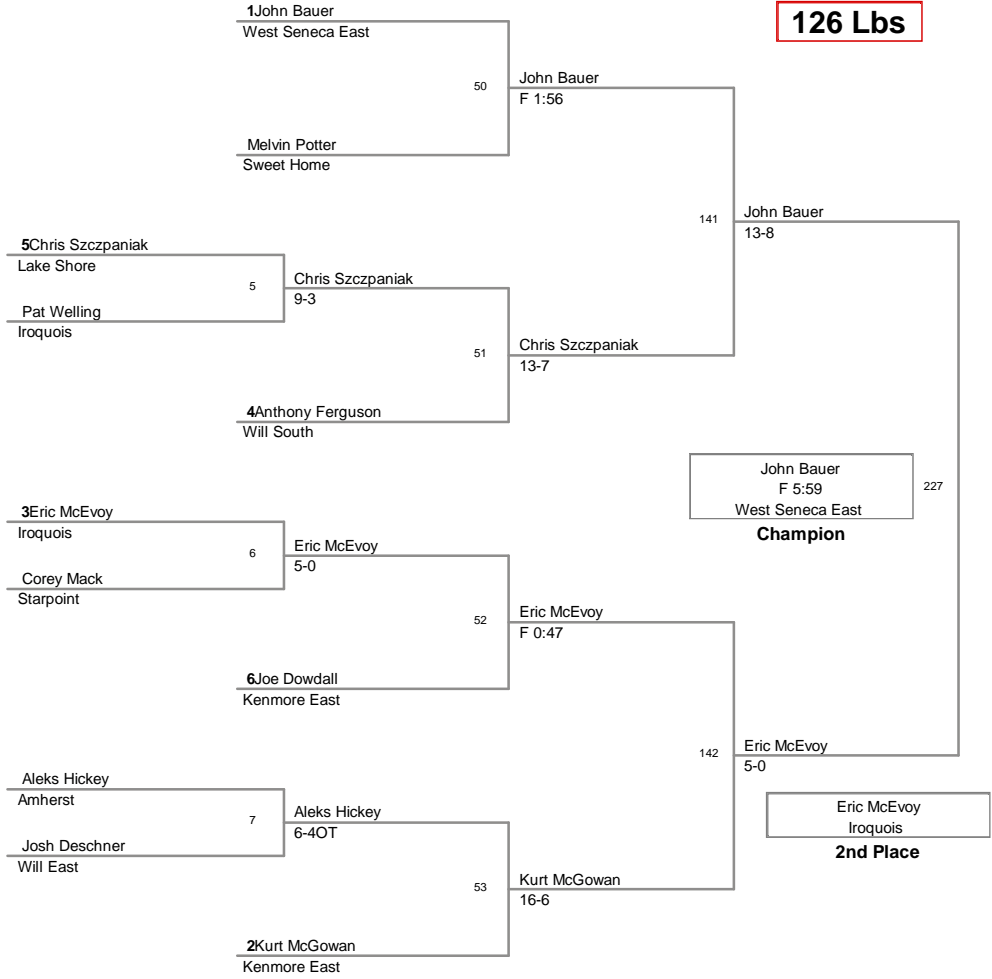 126 Lbs
1John Bauer
West Seneca East
50
John Bauer
F 1:56
Melvin Potter
Sweet Home
141
John Bauer
13-8
5Chris Szczpaniak
Lake Shore
5
Chris Szczpaniak
9-3
Pat Welling
Iroquois
51
Chris Szczpaniak
13-7
4Anthony Ferguson
Will South
John Bauer
F 5:59
West Seneca East
227
Champion
3Eric McEvoy
Iroquois
6
Eric McEvoy
5-0
Corey Mack
Starpoint
52
Eric McEvoy
F 0:47
6Joe Dowdall
Kenmore East
142
Eric McEvoy
5-0
Aleks Hickey
Amherst
7
Aleks Hickey
6-4OT
Josh Deschner
Will East
Eric McEvoy
Iroquois
2nd Place
53
Kurt McGowan
16-6
2Kurt McGowan
Kenmore East